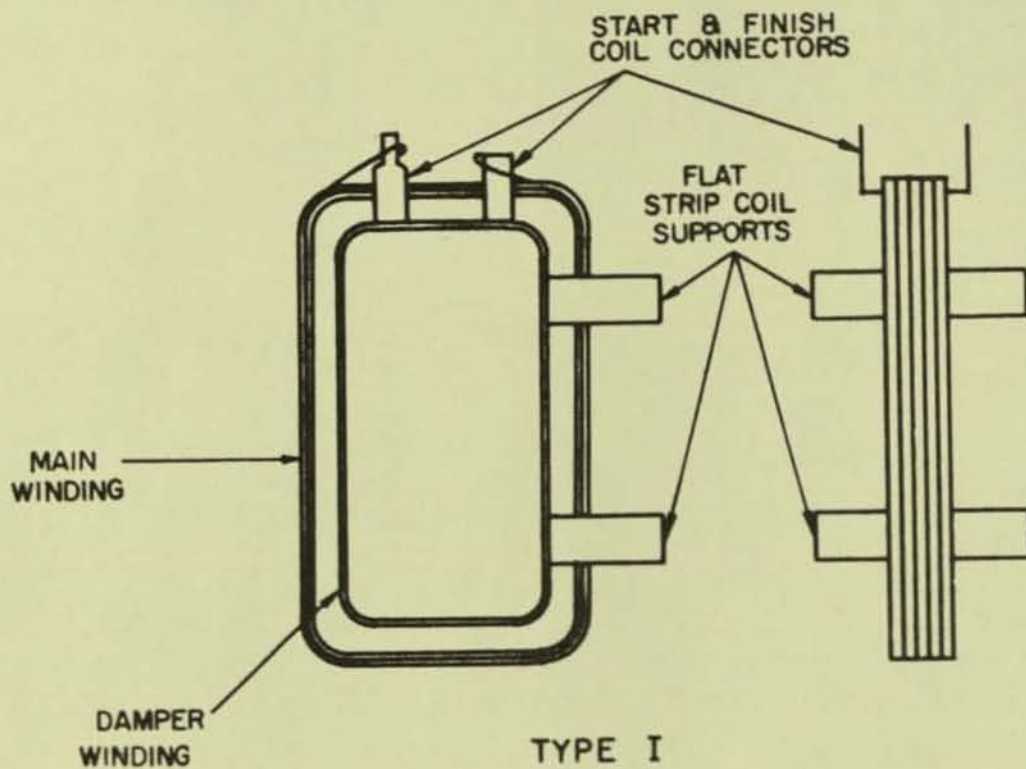 START & FINISH
COIL CONNECTORS
FLAT
STRIP COIL
SUPPORTS
MAIN
WINDING
DAMPER
WINDING
TYPE I